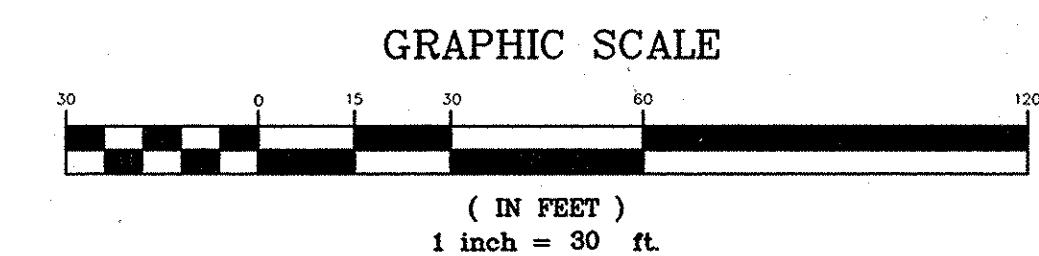 GRAPHIC SCALE
30 0 15 30 60 120
( IN FEET )
1 inch = 30 ft.